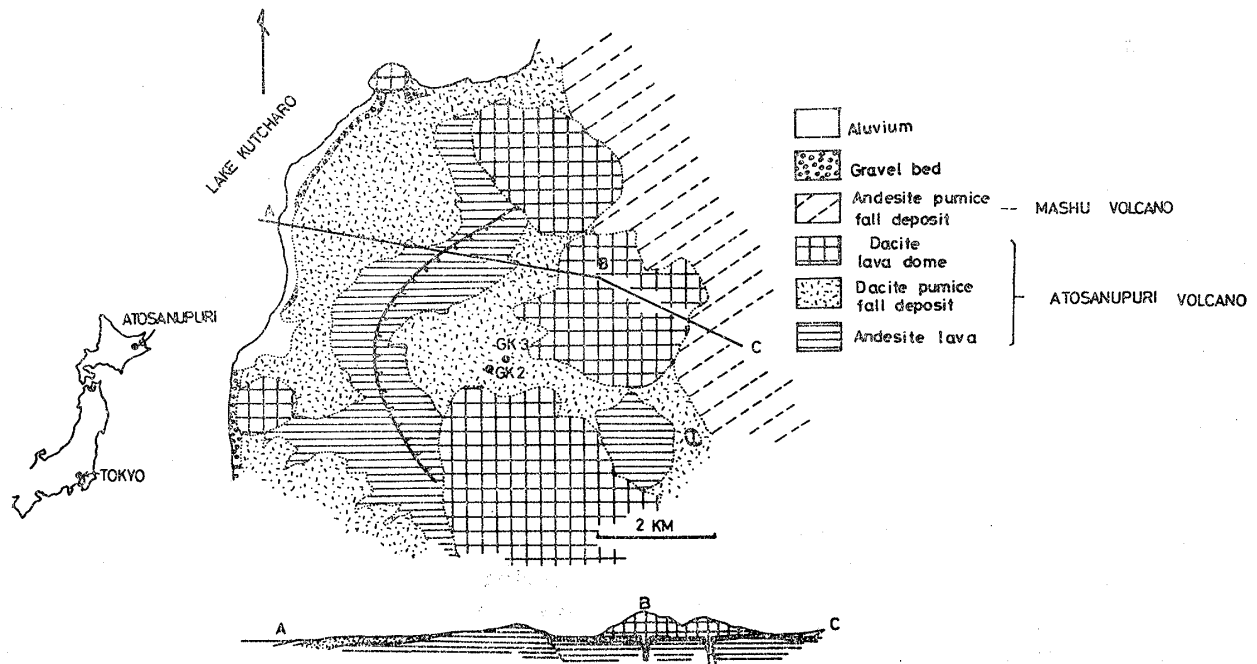 LAKE KUTCHARO
A
B
C
GK 3
GK 2
2 KM
ATOSANUPURI
TOKYO
Aluvium
Gravel bed
Andesite pumice
fall deposit
-- MASHU VOLCANO
Dacite
lava dome
Dacite pumice
fall deposit
ATOSANUPURI VOLCANO
Andesite lava
A
B
C